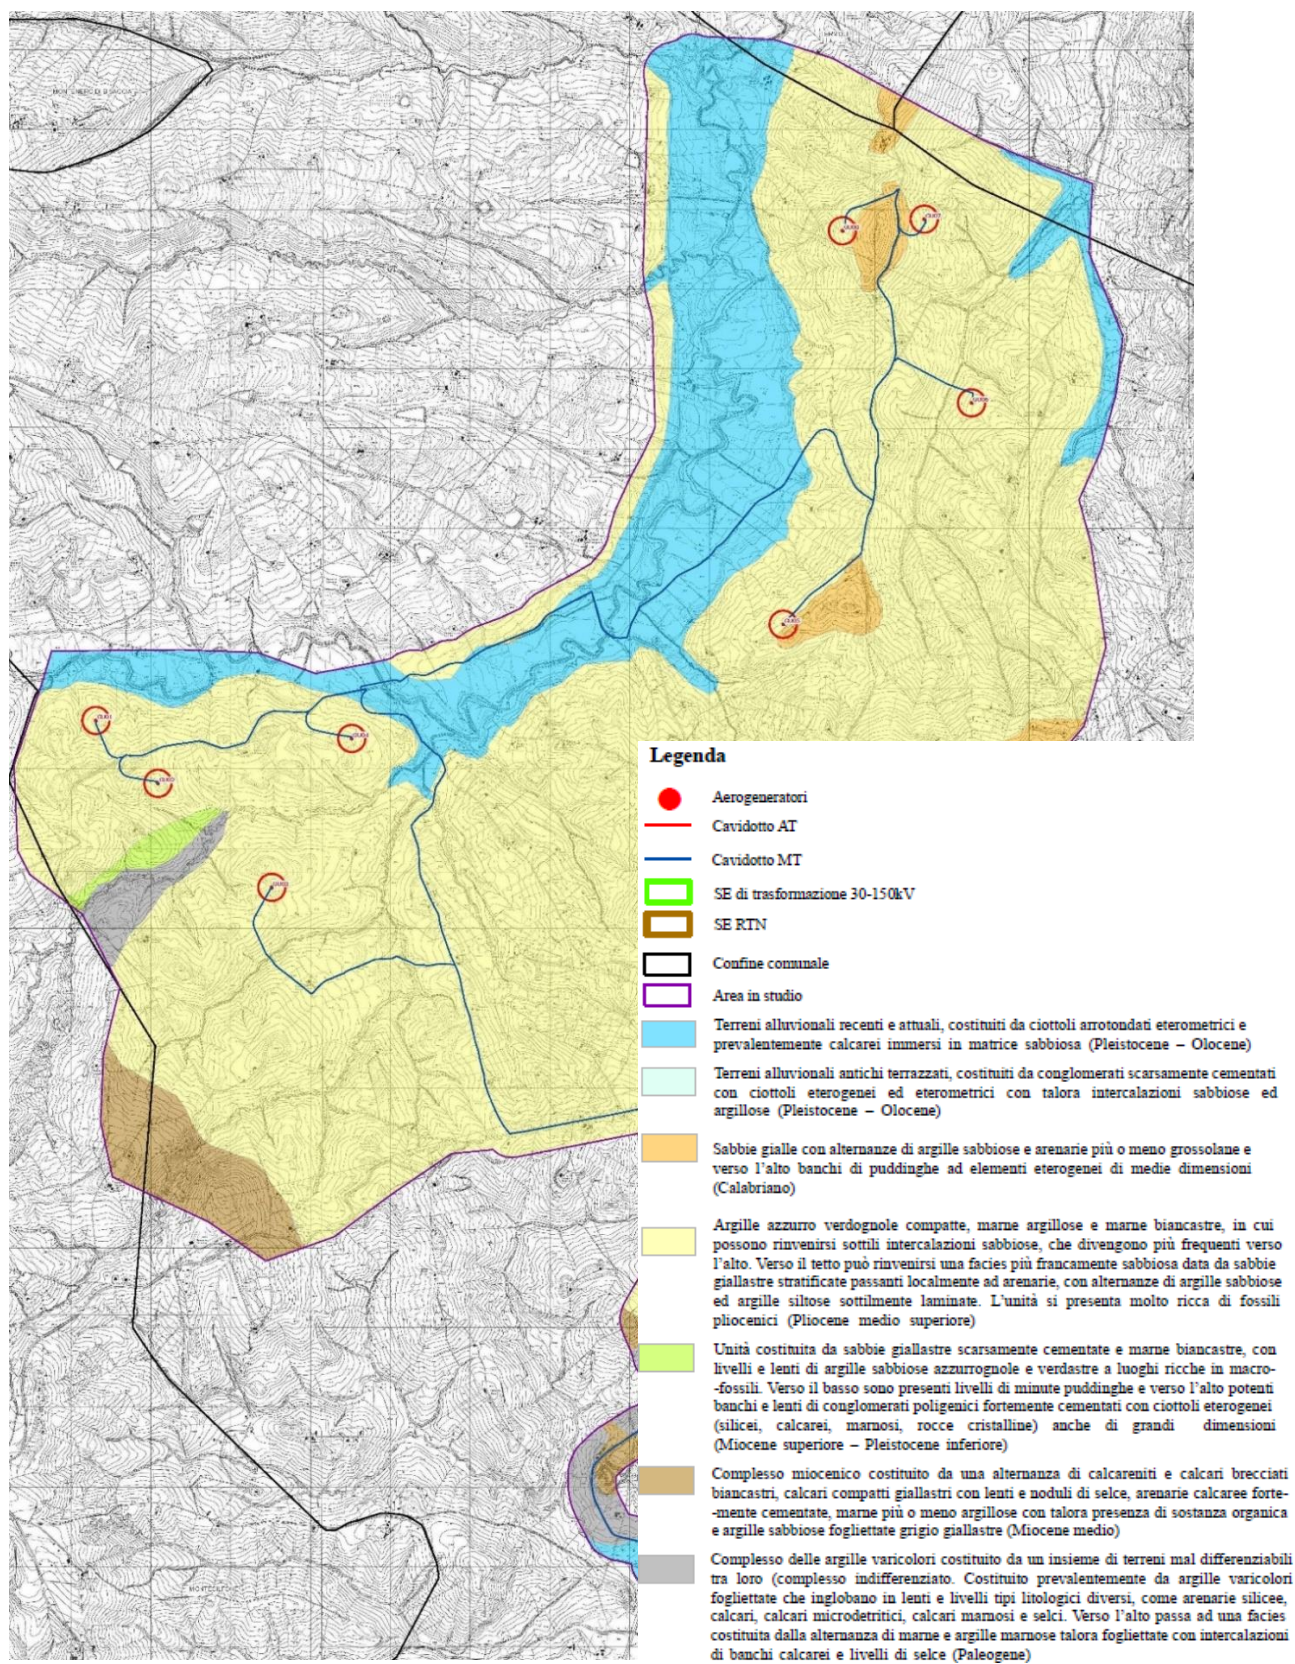 Legenda
Aerogeneratori
Cavidotto AT
Cavidotto MT
SE di trasformazione 30-150kV
SE RTN
Confine comunale
Area in studio
Terreni alluvionali recenti e attuali, costituiti da ciottoli arrotondati eterometrici e
prevalentemente calcarei immersi in matrice sabbiosa (Pleistocene – Olocene)
Terreni alluvionali antichi terrazzati, costituiti da conglomerati scarsamente cementati
con ciottoli eterogenei ed eterometrici con talora intercalazioni sabbiose ed
argillose (Pleistocene – Olocene)
Sabbie gialle con alternanze di argille sabbiose e arenarie più o meno grossolane e
verso l'alto banchi di puddinghe ad elementi eterogenei di medie dimensioni
(Calabriano)
Argille azzurro verdognole compatte, marne argillose e marne biancastre, in cui
possono rinvenirsi sottili intercalazioni sabbiose, che divengono più frequenti verso
l'alto. Verso il tetto può rinvenirsi una facies più francamente sabbiosa data da sabbie
giallastre stratificate passanti localmente ad arenarie, con alternanze di argille sabbiose
ed argille siltose sottilmente laminate. L'unità si presenta molto ricca di fossili
pliocenici (Pliocene medio superiore)
Unità costituita da sabbie giallastre scarsamente cementate e marne biancastre, con
livelli e lenti di argille sabbiose azzurrognole e verdastre a luoghi ricche in macro-
-fossili. Verso il basso sono presenti livelli di minute puddinghe e verso l'alto potenti
banchi e lenti di conglomerati poligenici fortemente cementati con ciottoli eterogenei
(silicei, calcarei, marnosi, rocce cristalline) anche di grandi dimensioni
(Miocene superiore – Pleistocene inferiore)
Complesso miocenico costituito da una alternanza di calcareniti e calcari brecciati
biancastri, calcari compatti giallastri con lenti e noduli di selce, arenarie calcaree forte-
-mente cementate, marne più o meno argillose con talora presenza di sostanza organica
e argille sabbiose fogliettate grigio giallastre (Miocene medio)
Complesso delle argille varicolori costituito da un insieme di terreni mal differenziabili
tra loro (complesso indifferenziato. Costituito prevalentemente da argille varicolori
fogliettate che inglobano in lenti e livelli tipi litologici diversi, come arenarie silicee,
calcari, calcari microdetritici, calcari marnosi e selci. Verso l'alto passa ad una facies
costituita dalla alternanza di marne e argille marnose talora fogliettate con intercalazioni
di banchi calcarei e livelli di selce (Paleogene)